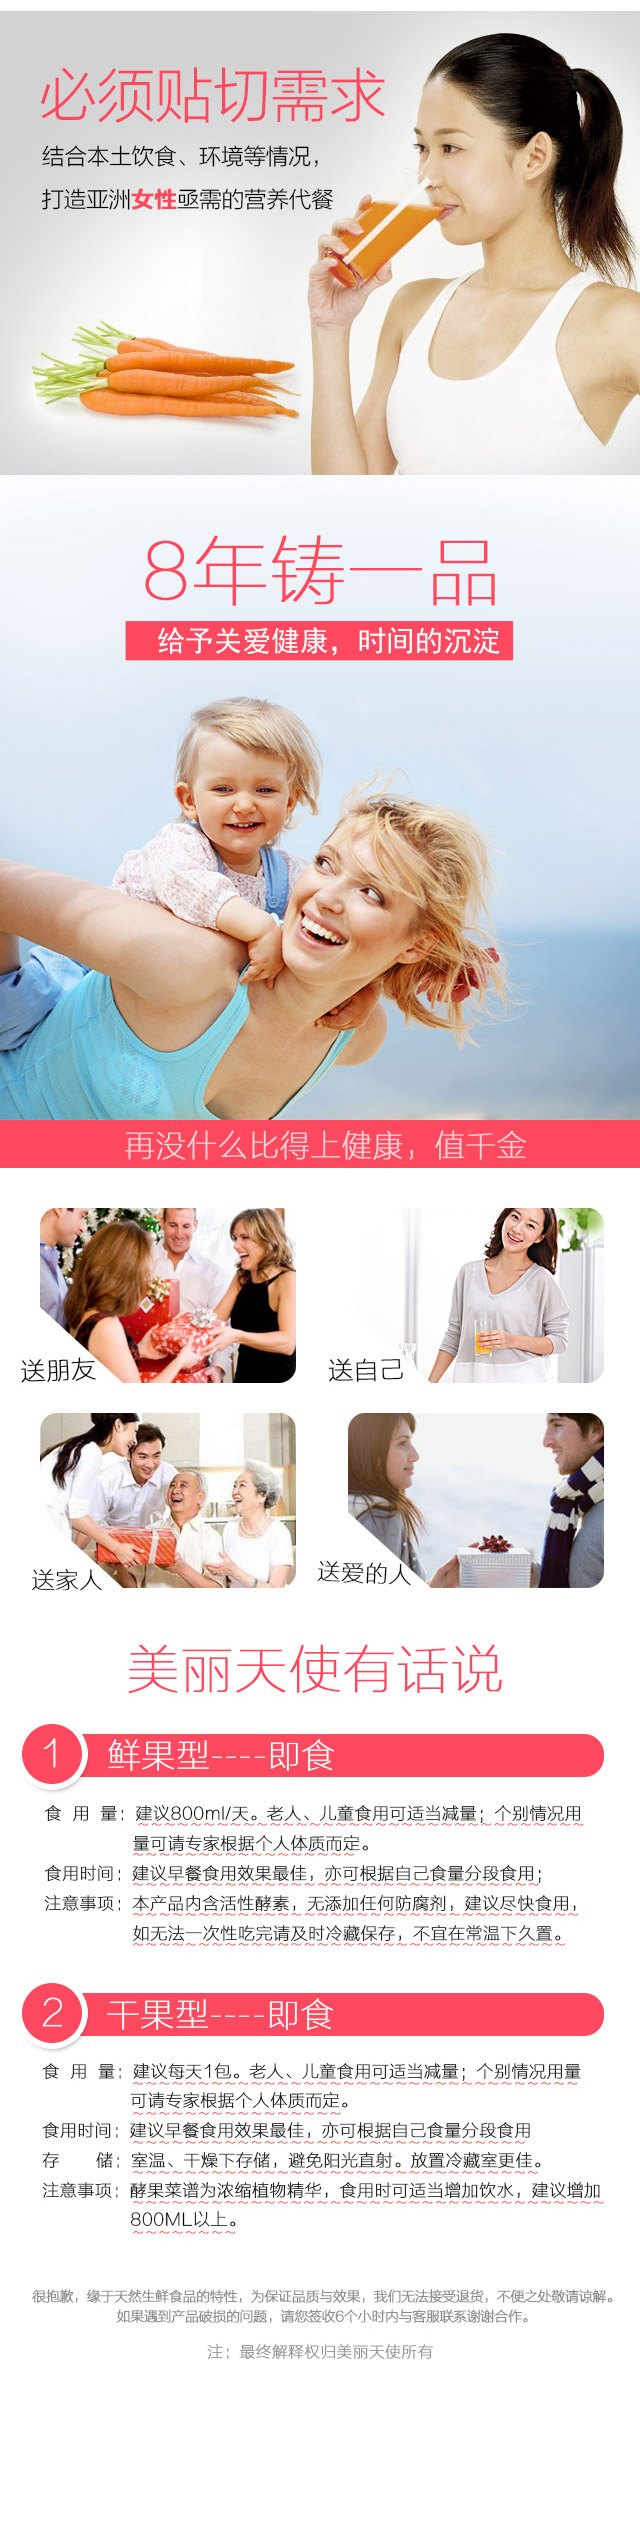 必须贴切需求
结合本土饮食、环境等情况，
打造亚洲女性亟需的营养代餐
8年铸一品
给予关爱健康，时间的沉淀
再没什么比得上健康，值千金
送朋友
送自己
送家人
送爱的人
美丽天使有话说
1 鲜果型----即食
食 用 量：建议800ml/天。老人、儿童食用可适当减量；个别情况用
量可请专家根据个人体质而定。
食用时间：建议早餐食用效果最佳，亦可根据自己食量分段食用；
注意事项：本产品内含活性酵素，无添加任何防腐剂，建议尽快食用，
如无法一次性吃完请及时冷藏保存，不宜在常温下久置。
2 干果型----即食
食 用 量：建议每天1包。老人、儿童食用可适当减量；个别情况用量
可请专家根据个人体质而定。
食用时间：建议早餐食用效果最佳，亦可根据自己食量分段食用
存 储：室温、干燥下存储，避免阳光直射。放置冷藏室更佳。
注意事项：酵果菜谱为浓缩植物精华，食用时可适当增加饮水，建议增加
800ML以上。
很抱歉，缘于天然生鲜食品的特性，为保证品质与效果，我们无法接受退货，不便之处敬请谅解。
如果遇到产品破损的问题，请您签收6个小时内与客服联系谢谢合作。
注：最终解释权归美丽天使所有